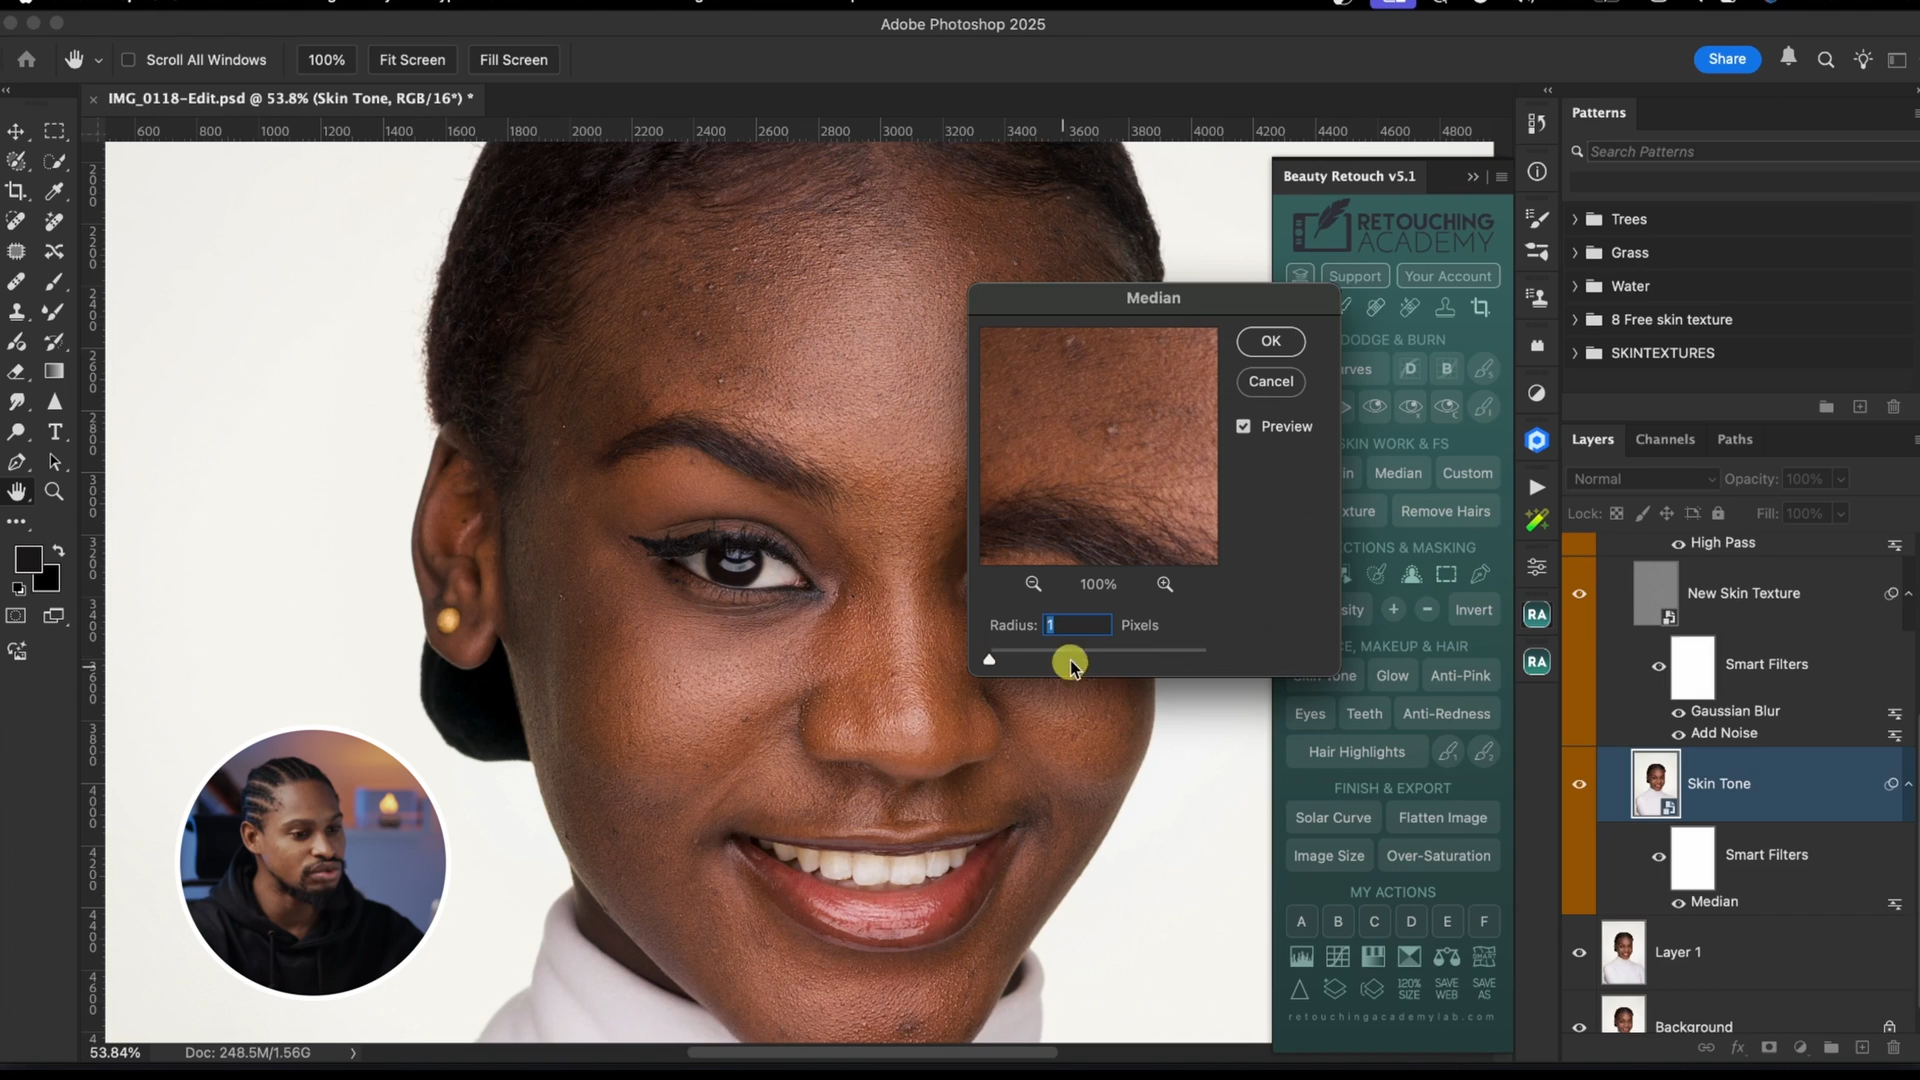 Adobe Photoshop 2025
Scroll All Windows
100%
Fit Screen
Fill Screen
Share
× IMG_0118-Edit.psd @ 53.8% (Skin Tone, RGB/16*) *
600 800 1000 1200 1400 1600 1800 2000 2200 2400 2600 2800 3000 3200 3400 3600 3800 4000 4200 4400 4600 4800
Beauty Retouch v5.1
RETOUCHING
ACADEMY
Support
Your Account
DODGE & BURN
D
B
SKIN WORK & FS
Median
Custom
Remove Hairs
MASKING
Invert
MAKEUP & HAIR
Skin Tone
Glow
Anti-Pink
Eyes
Teeth
Anti-Redness
Hair Highlights
FINISH & EXPORT
Solar Curve
Flatten Image
Image Size
Over-Saturation
MY ACTIONS
A B C D E F
120%
SIZE
SAVE
WEB
SAVE
AS
retouchingacademylab.com
Median
OK
Cancel
Preview
100%
Radius: 1 Pixels
RA
RA
Patterns
Search Patterns
Trees
Grass
Water
8 Free skin texture
SKINTEXTURES
Layers
Channels
Paths
Normal
Opacity: 100%
Lock:
Fill: 100%
High Pass
New Skin Texture
Smart Filters
Gaussian Blur
Add Noise
Skin Tone
Smart Filters
Median
Layer 1
Background
53.84%
Doc: 248.5M/1.56G